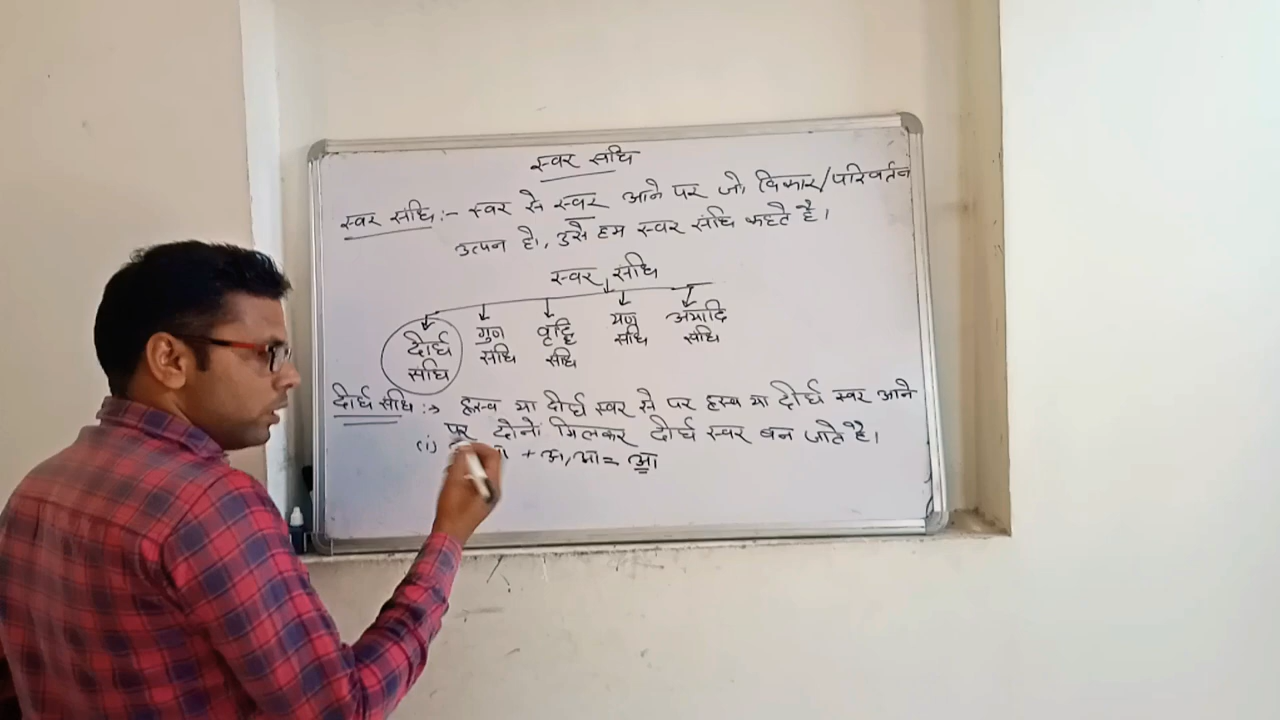 स्वर संधि
स्वर संधि :- स्वर से स्वर आने पर जो विकार/परिवर्तन
उत्पन हो, उसे हम स्वर संधि कहते है।
स्वर संधि
दीर्घ संधि गुण संधि वृद्धि संधि यण संधि अयादि संधि
दीर्घ संधि :→ ह्रस्व या दीर्घ स्वर से पर ह्रस्व या दीर्घ स्वर आने
पर दोनों मिलकर दीर्घ स्वर बन जाते है।
(i) + अ, आ = आ